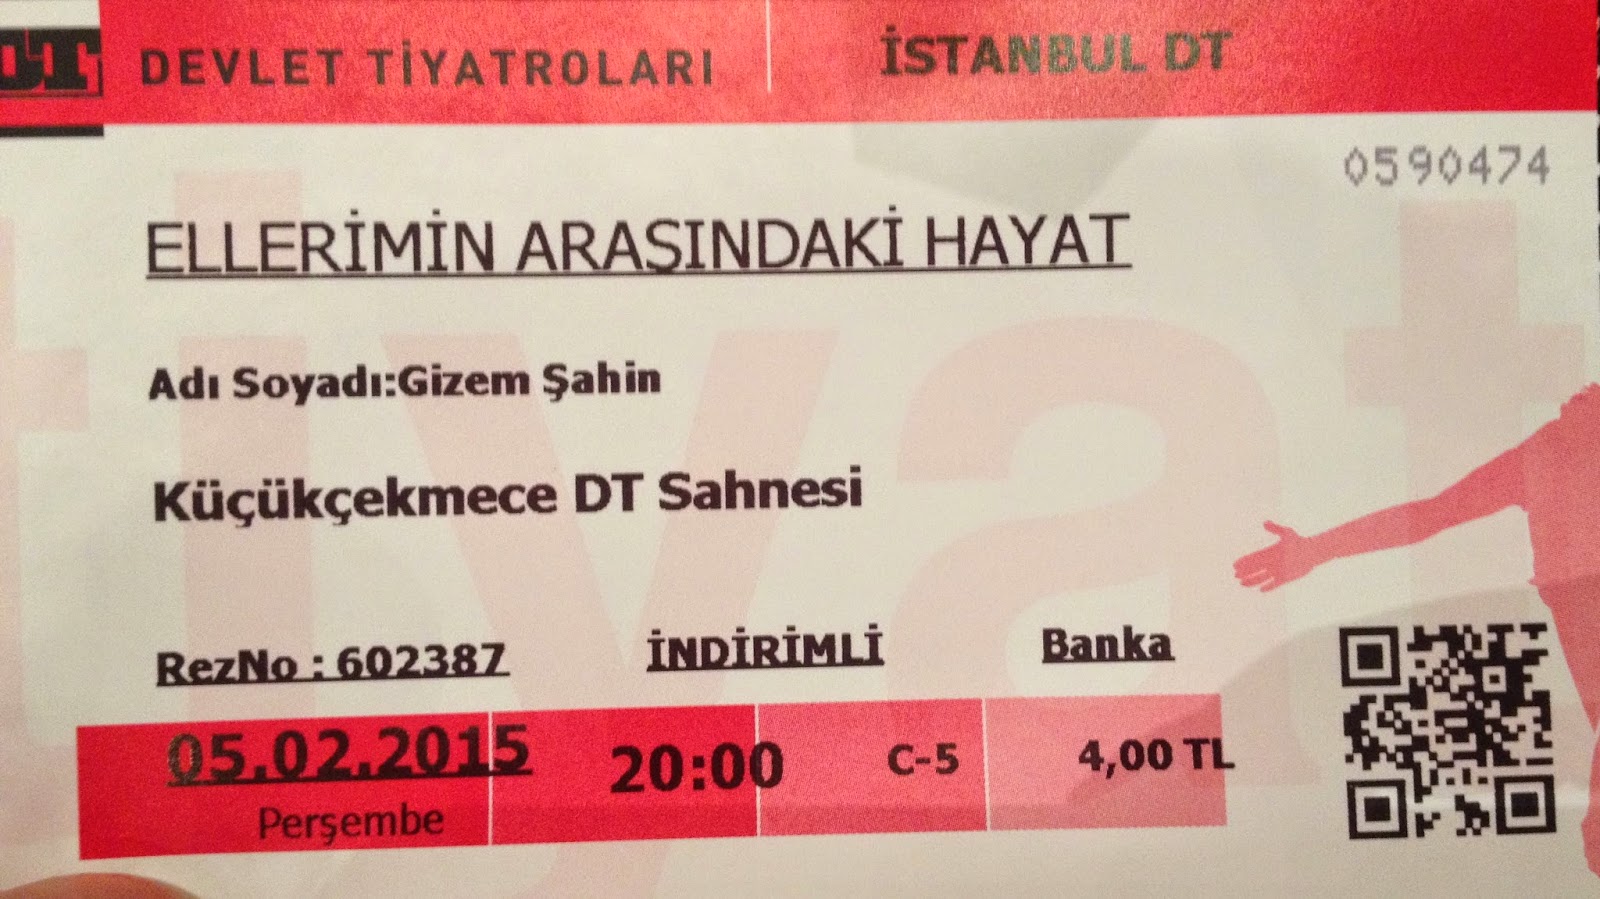 DT DEVLET TİYATROLARI İSTANBUL DT
0590474
ELLERİMİN ARASINDAKİ HAYAT
Adı Soyadı:Gizem Şahin
Küçükçekmece DT Sahnesi
RezNo : 602387 İNDİRİMLİ Banka
05.02.2015 20:00 C-5 4,00 TL
Perşembe
tiyat